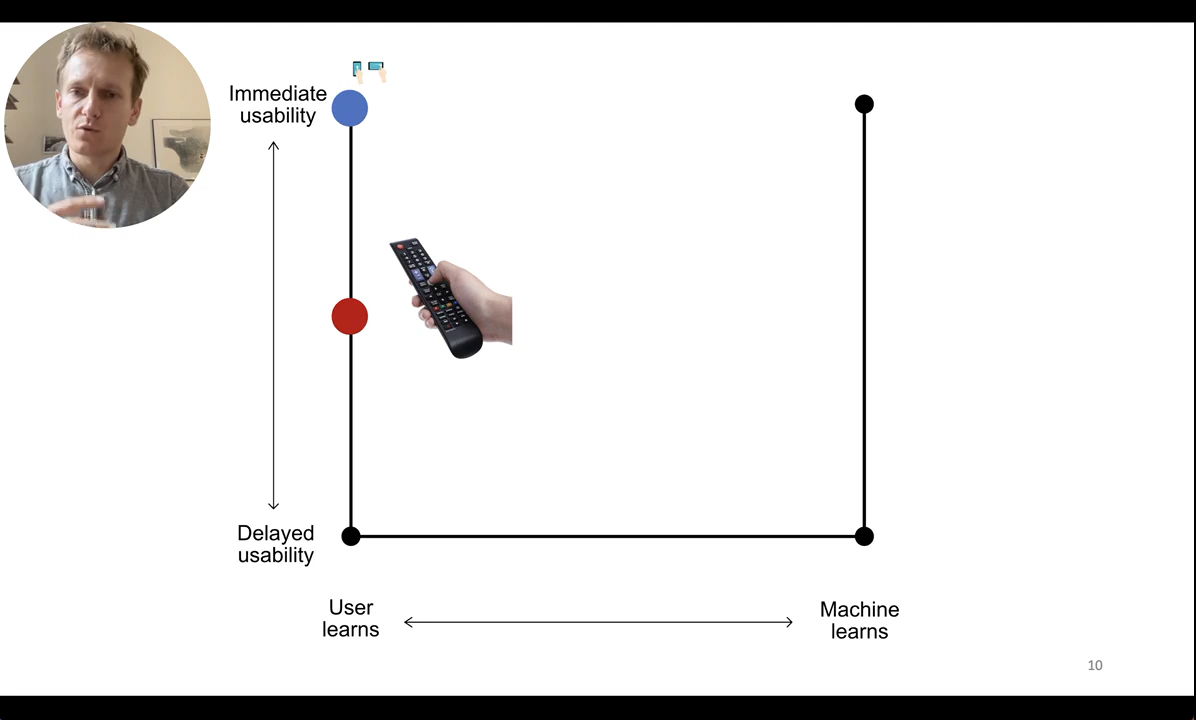 Immediate
usability
Delayed
usability
User
learns
Machine
learns
10